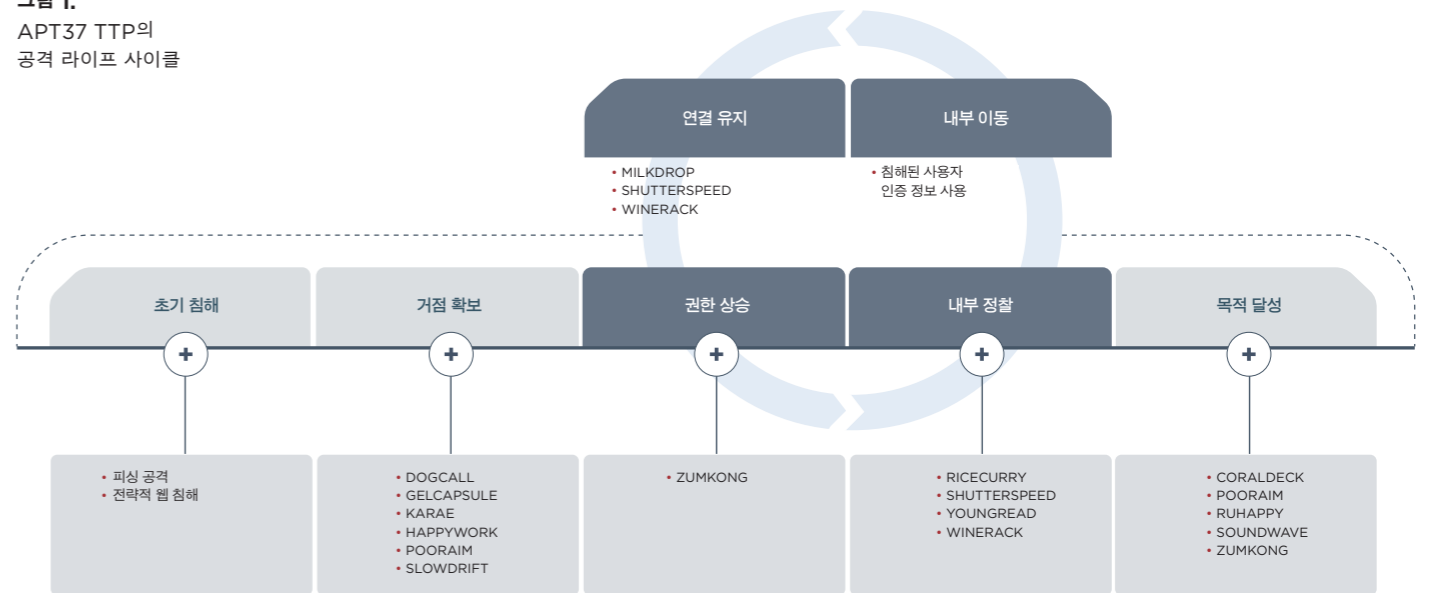 그림 1.
APT37 TTP의
공격 라이프 사이클
연결 유지
내부 이동
• MILKDROP
• SHUTTERSPEED
• WINERACK
• 침해된 사용자
인증 정보 사용
초기 침해
거점 확보
권한 상승
내부 정찰
목적 달성
• 피싱 공격
• 전략적 웹 침해
• DOGCALL
• GELCAPSULE
• KARAE
• HAPPYWORK
• POORAIM
• SLOWDRIFT
• ZUMKONG
• RICECURRY
• SHUTTERSPEED
• YOUNGREAD
• WINERACK
• CORALDECK
• POORAIM
• RUHAPPY
• SOUNDWAVE
• ZUMKONG